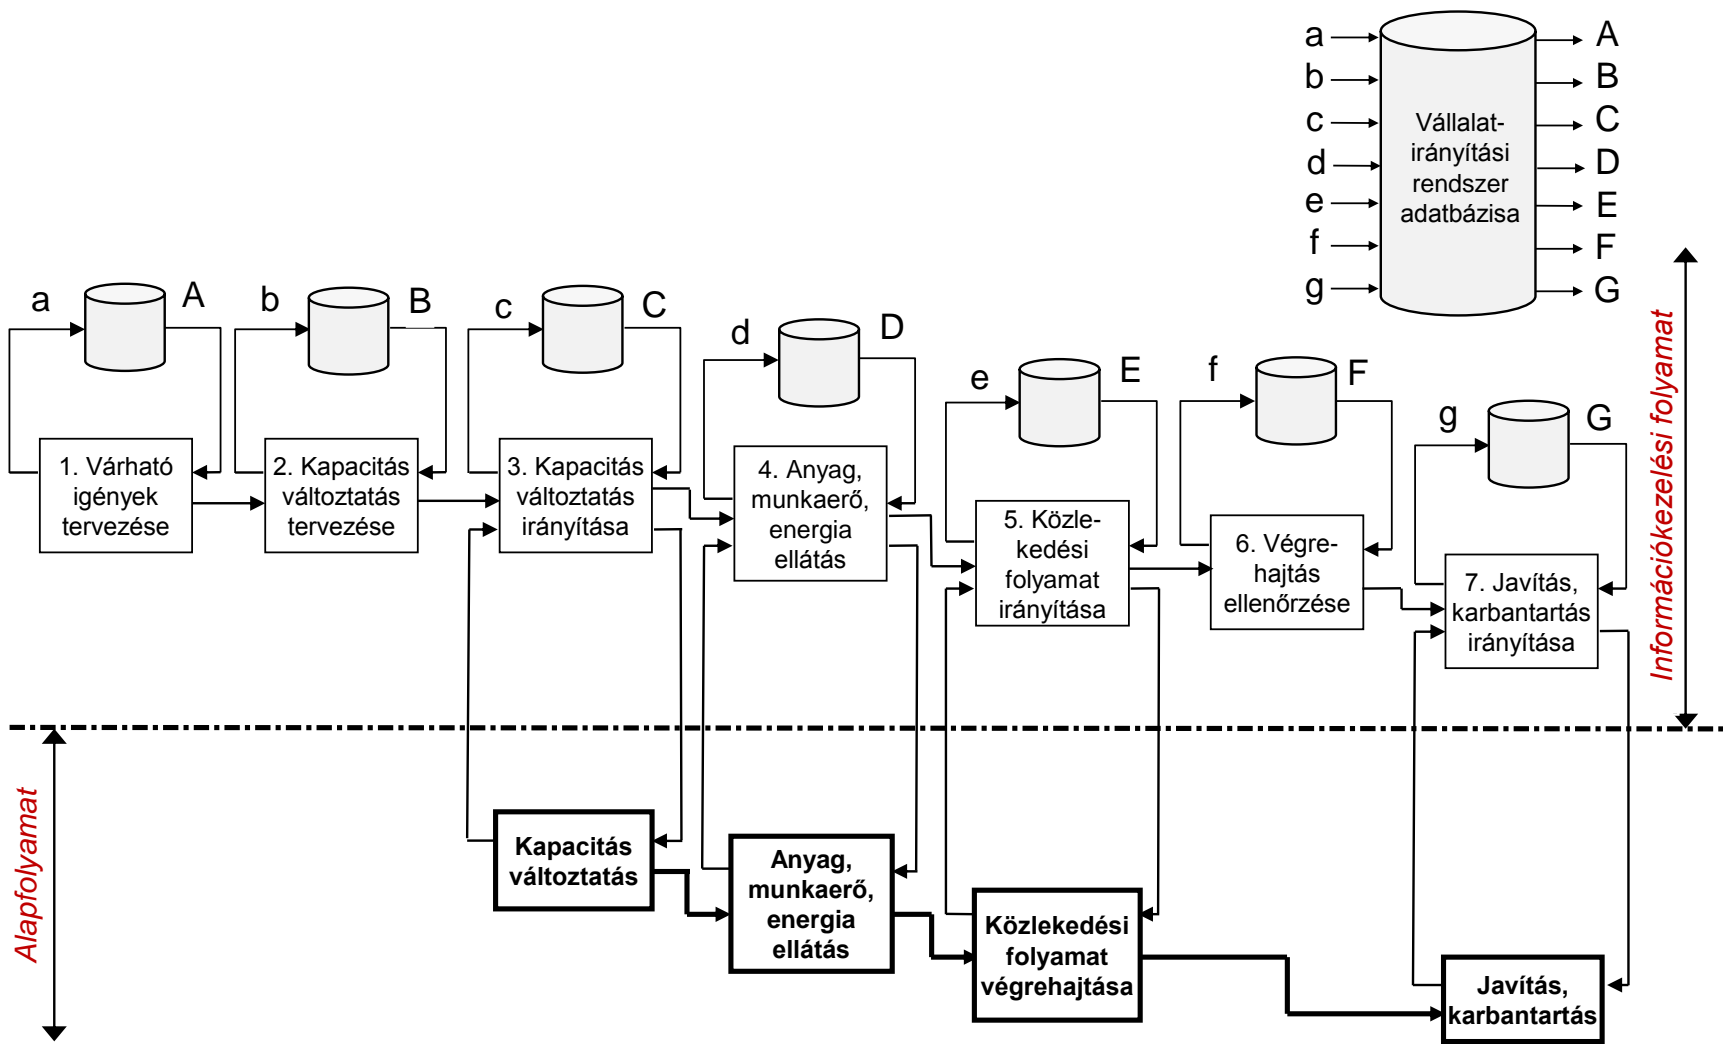 a
A
b
B
c
C
d
D
e
E
f
F
g
G
Vállalat-
irányítási
rendszer
adatbázisa
a
A
b
B
c
C
d
D
e
E
f
F
g
G
1. Várható
igények
tervezése
2. Kapacitás
változtatás
tervezése
3. Kapacitás
változtatás
irányítása
4. Anyag,
munkaerő,
energia
ellátás
5. Közle-
kedési
folyamat
irányítása
6. Végre-
hajtás
ellenőrzése
7. Javítás,
karbantartás
irányítása
Információkezelési folyamat
Alapfolyamat
Kapacitás
változtatás
Anyag,
munkaerő,
energia
ellátás
Közlekedési
folyamat
végrehajtása
Javítás,
karbantartás